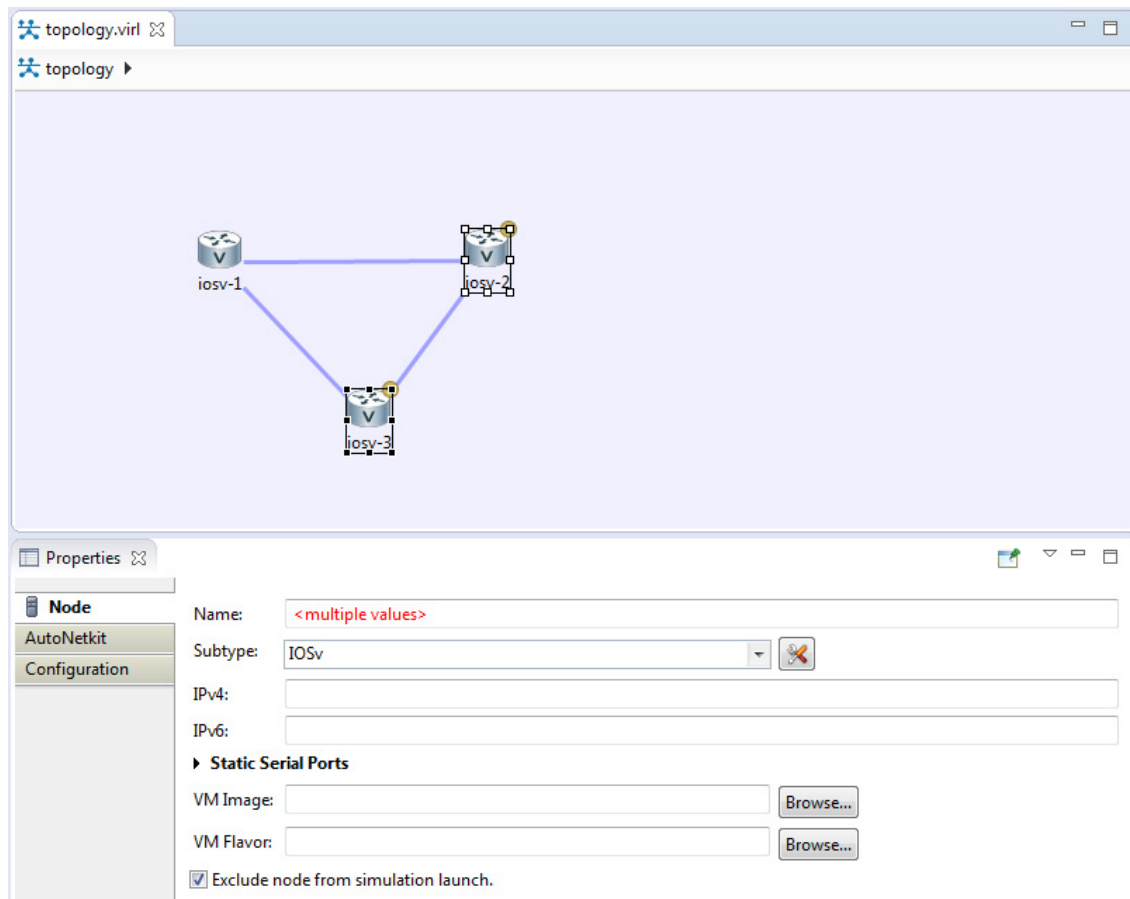 topology.virl
topology
V
iosv-1
V
iosv-2
V
iosv-3
Properties
Node
AutoNetkit
Configuration
Name: <multiple values>
Subtype: IOSv
IPv4:
IPv6:
Static Serial Ports
VM Image: Browse...
VM Flavor: Browse...
Exclude node from simulation launch.